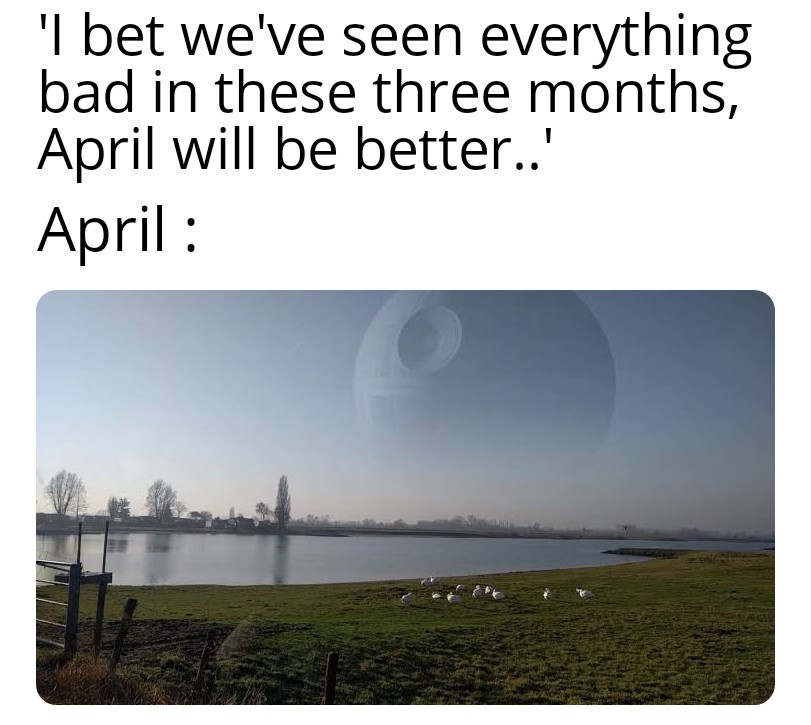 'I bet we've seen everything
bad in these three months,
April will be better..'
April :